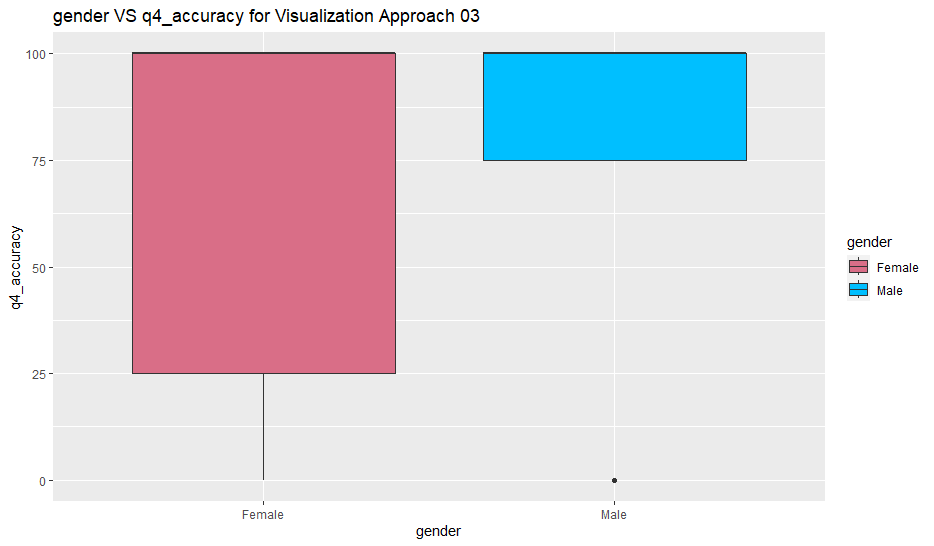 gender VS q4_accuracy for Visualization Approach 03
100
75
50
25
0
q4_accuracy
Female
Male
gender
gender
Female
Male